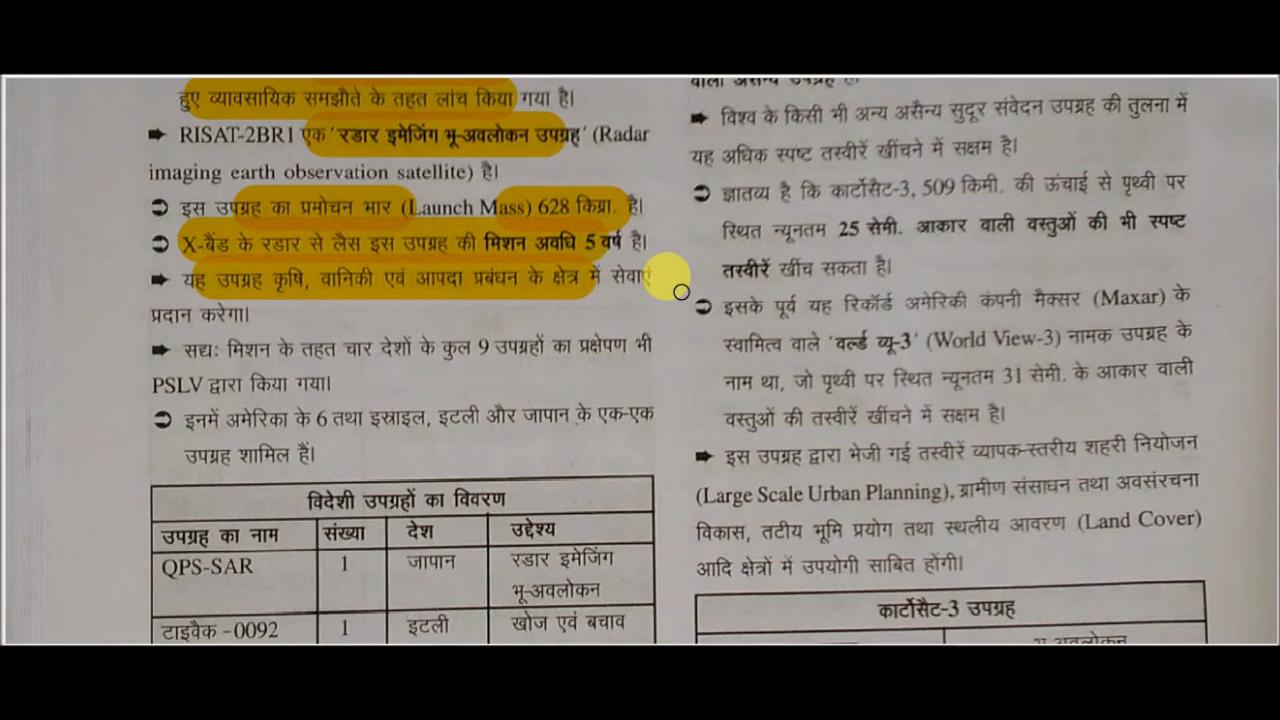 हुए व्यावसायिक समझौते के तहत लांच किया गया है।
➡ RISAT-2BR1 एक 'रडार इमेजिंग भू-अवलोकन उपग्रह' (Radar
imaging earth observation satellite) है।
➲ इस उपग्रह का प्रमोचन भार (Launch Mass) 628 किग्रा. है।
➲ X-बैंड के रडार से लैस इस उपग्रह की मिशन अवधि 5 वर्ष है।
➡ यह उपग्रह कृषि, वानिकी एवं आपदा प्रबंधन के क्षेत्र में सेवाएं
प्रदान करेगा।
➡ सद्यः मिशन के तहत चार देशों के कुल 9 उपग्रहों का प्रक्षेपण भी
PSLV द्वारा किया गया।
➲ इनमें अमेरिका के 6 तथा इस्राइल, इटली और जापान के एक-एक
उपग्रह शामिल हैं।
विदेशी उपग्रहों का विवरण
उपग्रह का नाम संख्या देश उद्देश्य
QPS-SAR 1 जापान रडार इमेजिंग
भू-अवलोकन
टाइवैक -0092 1 इटली खोज एवं बचाव
वाला असैन्य उपग्रह है।
➡ विश्व के किसी भी अन्य असैन्य सुदूर संवेदन उपग्रह की तुलना में
यह अधिक स्पष्ट तस्वीरें खींचने में सक्षम है।
➲ ज्ञातव्य है कि कार्टोसैट-3, 509 किमी. की ऊंचाई से पृथ्वी पर
स्थित न्यूनतम 25 सेमी. आकार वाली वस्तुओं की भी स्पष्ट
तस्वीरें खींच सकता है।
➲ इसके पूर्व यह रिकॉर्ड अमेरिकी कंपनी मैक्सर (Maxar) के
स्वामित्व वाले 'वर्ल्ड व्यू-3' (World View-3) नामक उपग्रह के
नाम था, जो पृथ्वी पर स्थित न्यूनतम 31 सेमी. के आकार वाली
वस्तुओं की तस्वीरें खींचने में सक्षम है।
➡ इस उपग्रह द्वारा भेजी गई तस्वीरें व्यापक-स्तरीय शहरी नियोजन
(Large Scale Urban Planning), ग्रामीण संसाधन तथा अवसंरचना
विकास, तटीय भूमि प्रयोग तथा स्थलीय आवरण (Land Cover)
आदि क्षेत्रों में उपयोगी साबित होंगी।
कार्टोसैट-3 उपग्रह
भू-अवलोकन